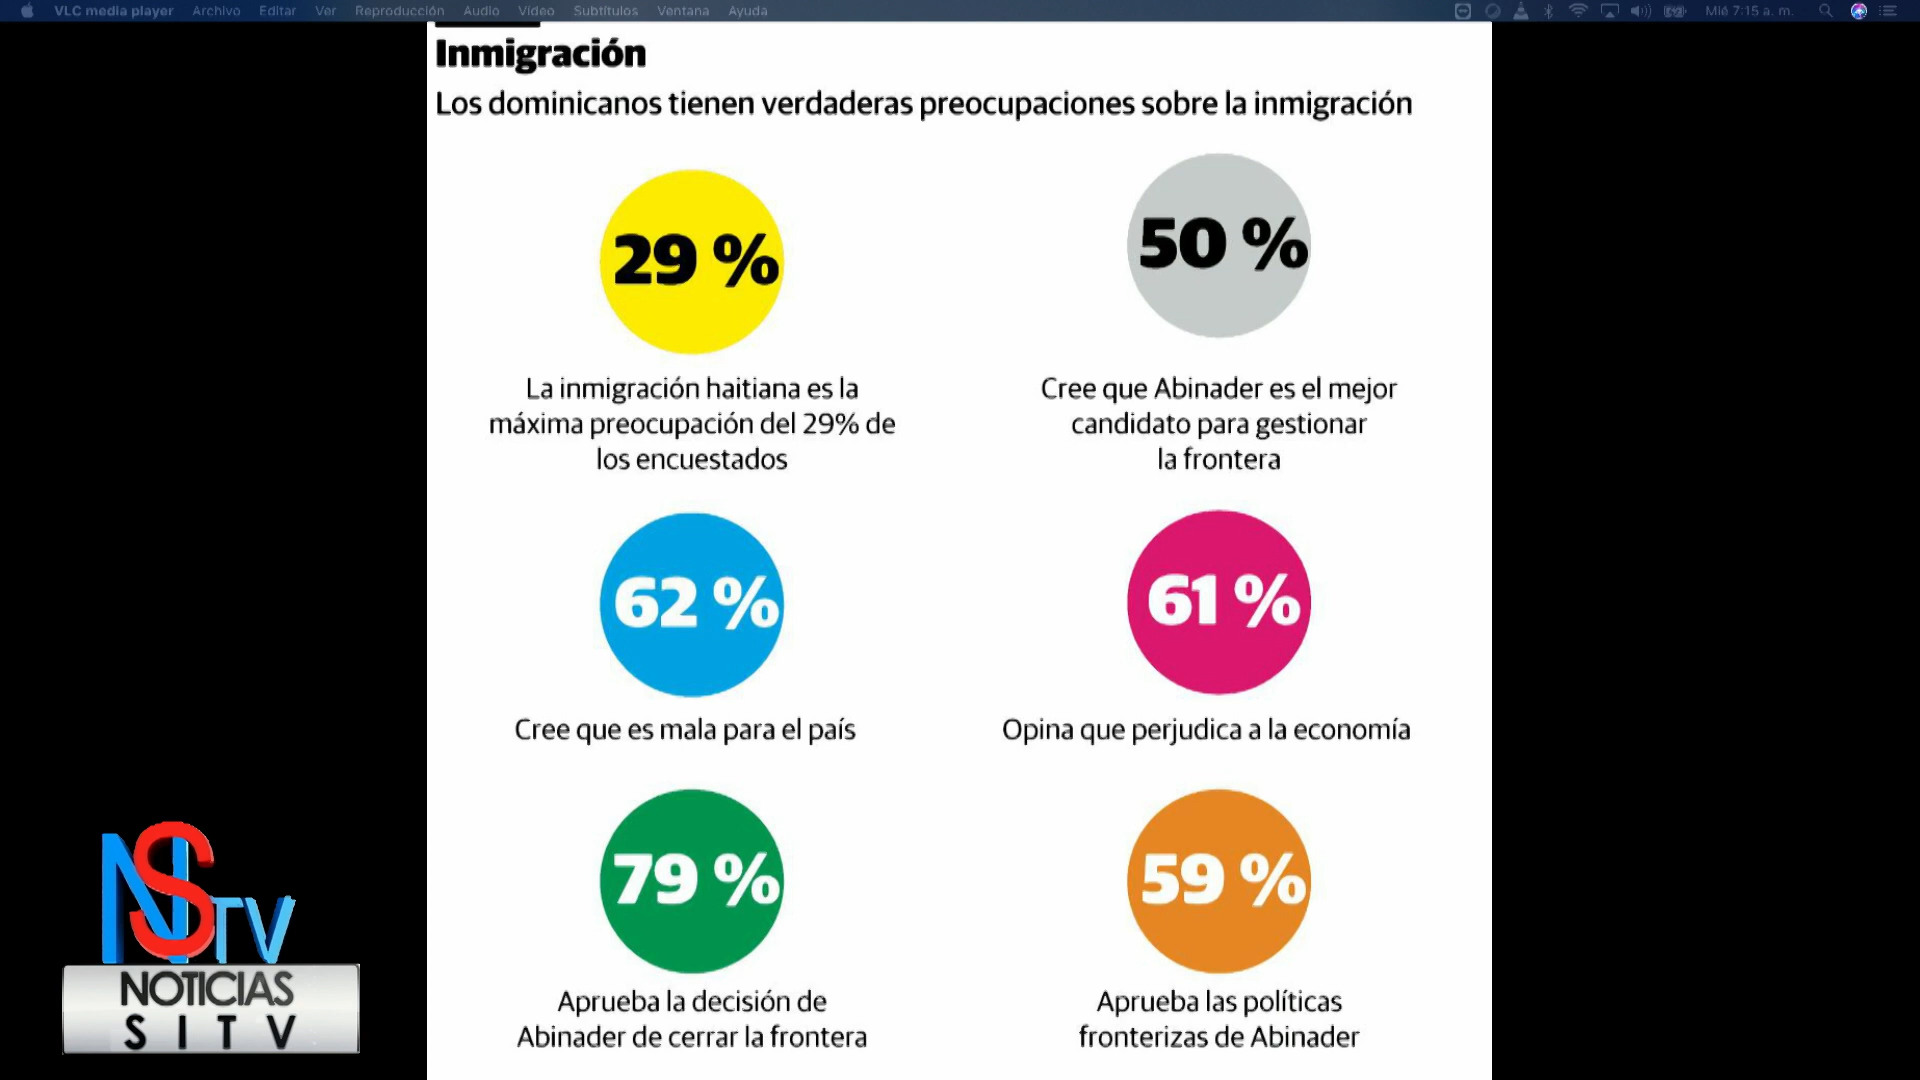 VLC media player Archivo Editar Ver Reproducción Audio Vídeo Subtítulos Ventana Ayuda Mié 7:15 a. m.
Inmigración
Los dominicanos tienen verdaderas preocupaciones sobre la inmigración
29 %
La inmigración haitiana es la
máxima preocupación del 29% de
los encuestados
50 %
Cree que Abinader es el mejor
candidato para gestionar
la frontera
62 %
Cree que es mala para el país
61 %
Opina que perjudica a la economía
79 %
Aprueba la decisión de
Abinader de cerrar la frontera
59 %
Aprueba las políticas
fronterizas de Abinader
NSTV
NOTICIAS
SITV